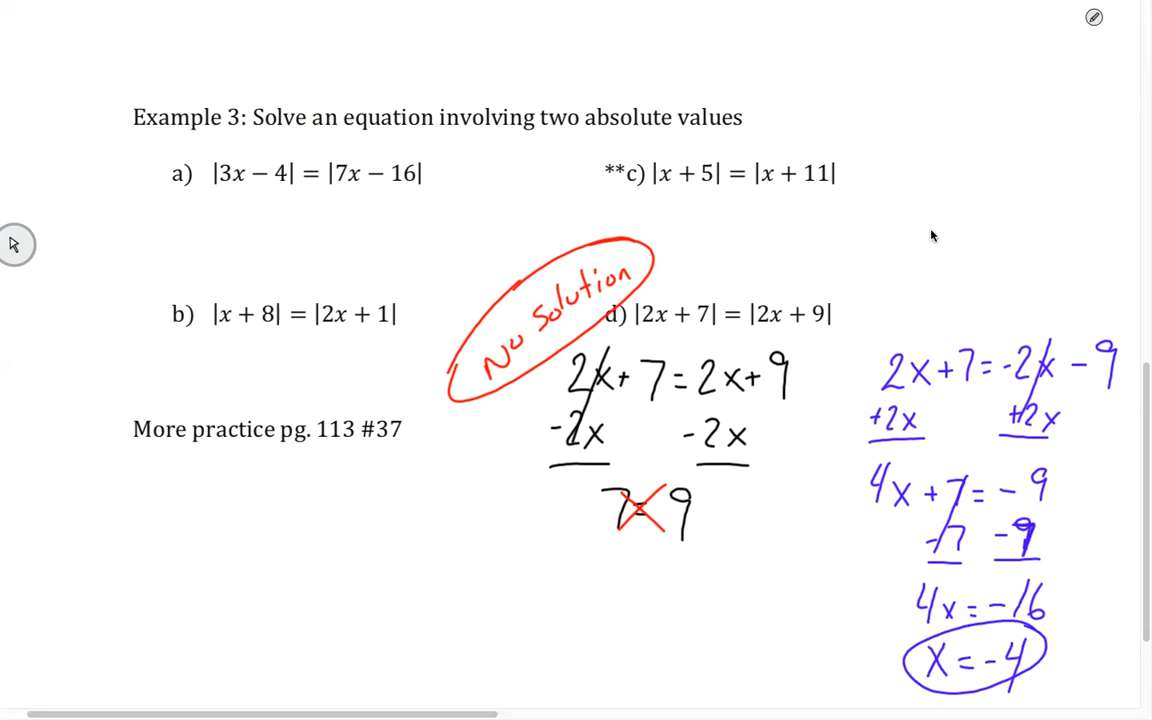 Example 3: Solve an equation involving two absolute values
a) |3x − 4| = |7x − 16|
**c) |x + 5| = |x + 11|
b) |x + 8| = |2x + 1|
No Solution
d) |2x + 7| = |2x + 9|
2x + 7 = 2x + 9
-2x -2x
7 = 9
2x + 7 = -2x - 9
+2x +2x
4x + 7 = -9
-7 -9
4x = -16
x = -4
More practice pg. 113 #37